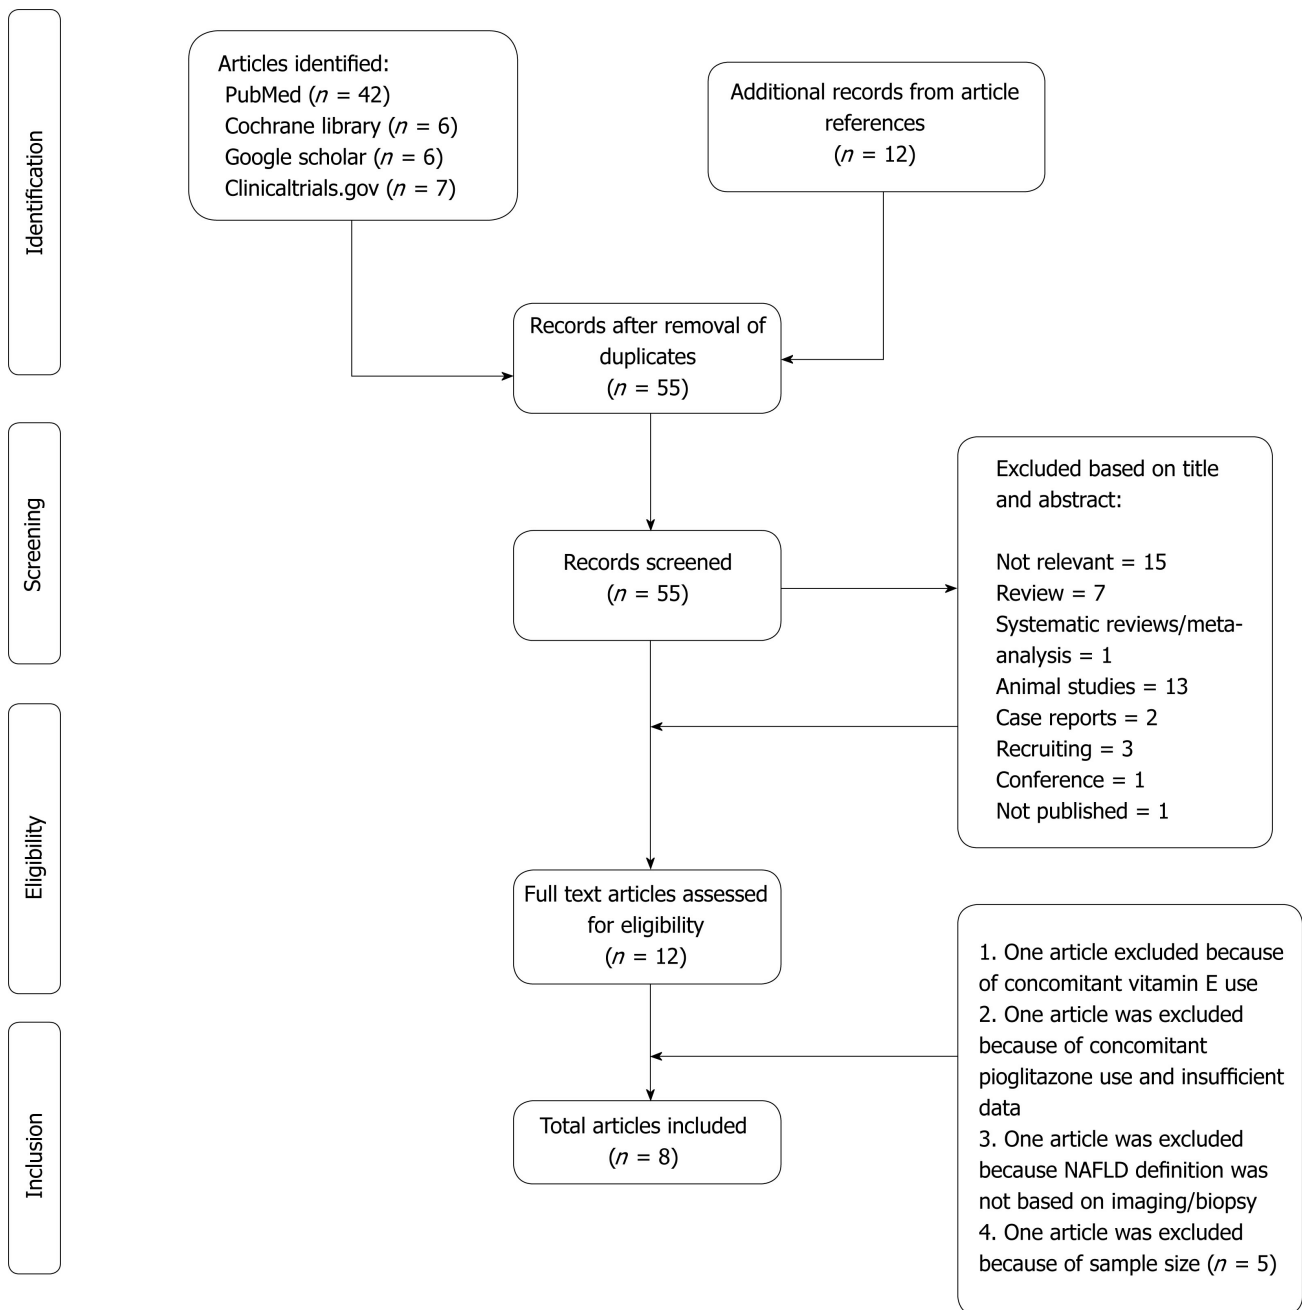 Identification
Articles identified:
PubMed (n = 42)
Cochrane library (n = 6)
Google scholar (n = 6)
Clinicaltrials.gov (n = 7)
Additional records from article
references
(n = 12)
Records after removal of
duplicates
(n = 55)
Screening
Records screened
(n = 55)
Excluded based on title
and abstract:
Not relevant = 15
Review = 7
Systematic reviews/meta-
analysis = 1
Animal studies = 13
Case reports = 2
Recruiting = 3
Conference = 1
Not published = 1
Eligibility
Full text articles assessed
for eligibility
(n = 12)
1. One article excluded because
of concomitant vitamin E use
2. One article was excluded
because of concomitant
pioglitazone use and insufficient
data
3. One article was excluded
because NAFLD definition was
not based on imaging/biopsy
4. One article was excluded
because of sample size (n = 5)
Inclusion
Total articles included
(n = 8)